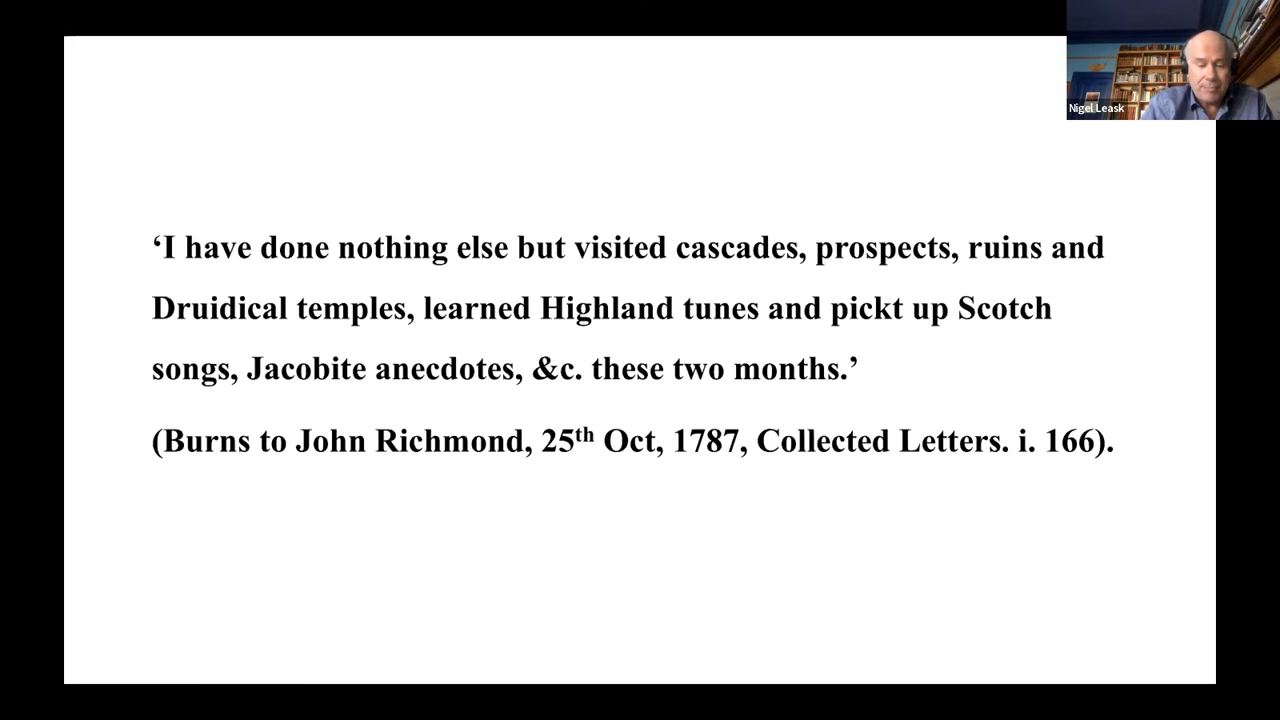 Nigel Leask
‘I have done nothing else but visited cascades, prospects, ruins and
Druidical temples, learned Highland tunes and pickt up Scotch
songs, Jacobite anecdotes, &c. these two months.’
(Burns to John Richmond, 25th Oct, 1787, Collected Letters. i. 166).